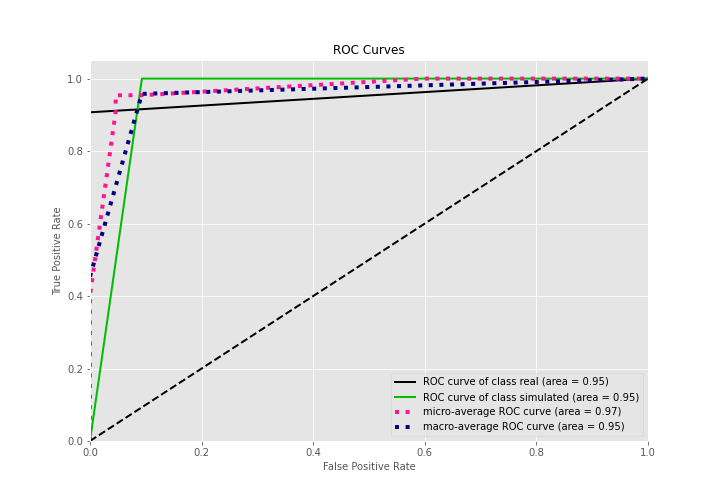 ROC Curves
1.0
0.8
0.6
0.4
0.2
0.0
True Positive Rate
0.0 0.2 0.4 0.6 0.8 1.0
False Positive Rate
ROC curve of class real (area = 0.95)
ROC curve of class simulated (area = 0.95)
micro-average ROC curve (area = 0.97)
macro-average ROC curve (area = 0.95)